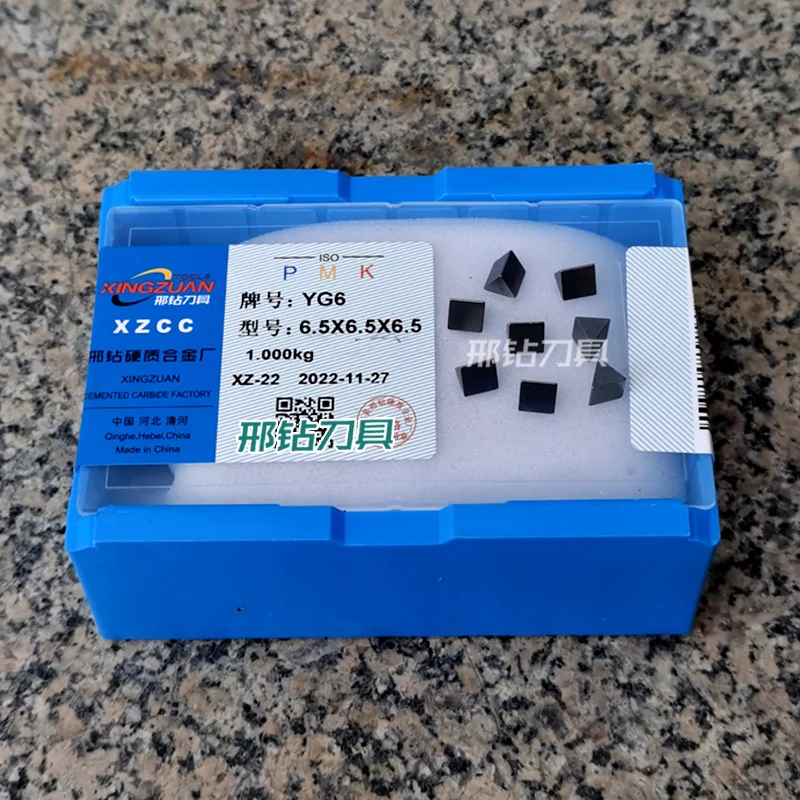 TOOLS
XINGZUAN
邢钻刀具
XZCC
邢钻硬质合金厂
XINGZUAN
CEMENTED CARBIDE FACTORY
中国 河北 清河
Qinghe,Hebei,China
Made in China
ISO
P M K
牌号: YG6
型号: 6.5X6.5X6.5
1.000kg
XZ-22 2022-11-27
邢钻刀具
邢钻刀具